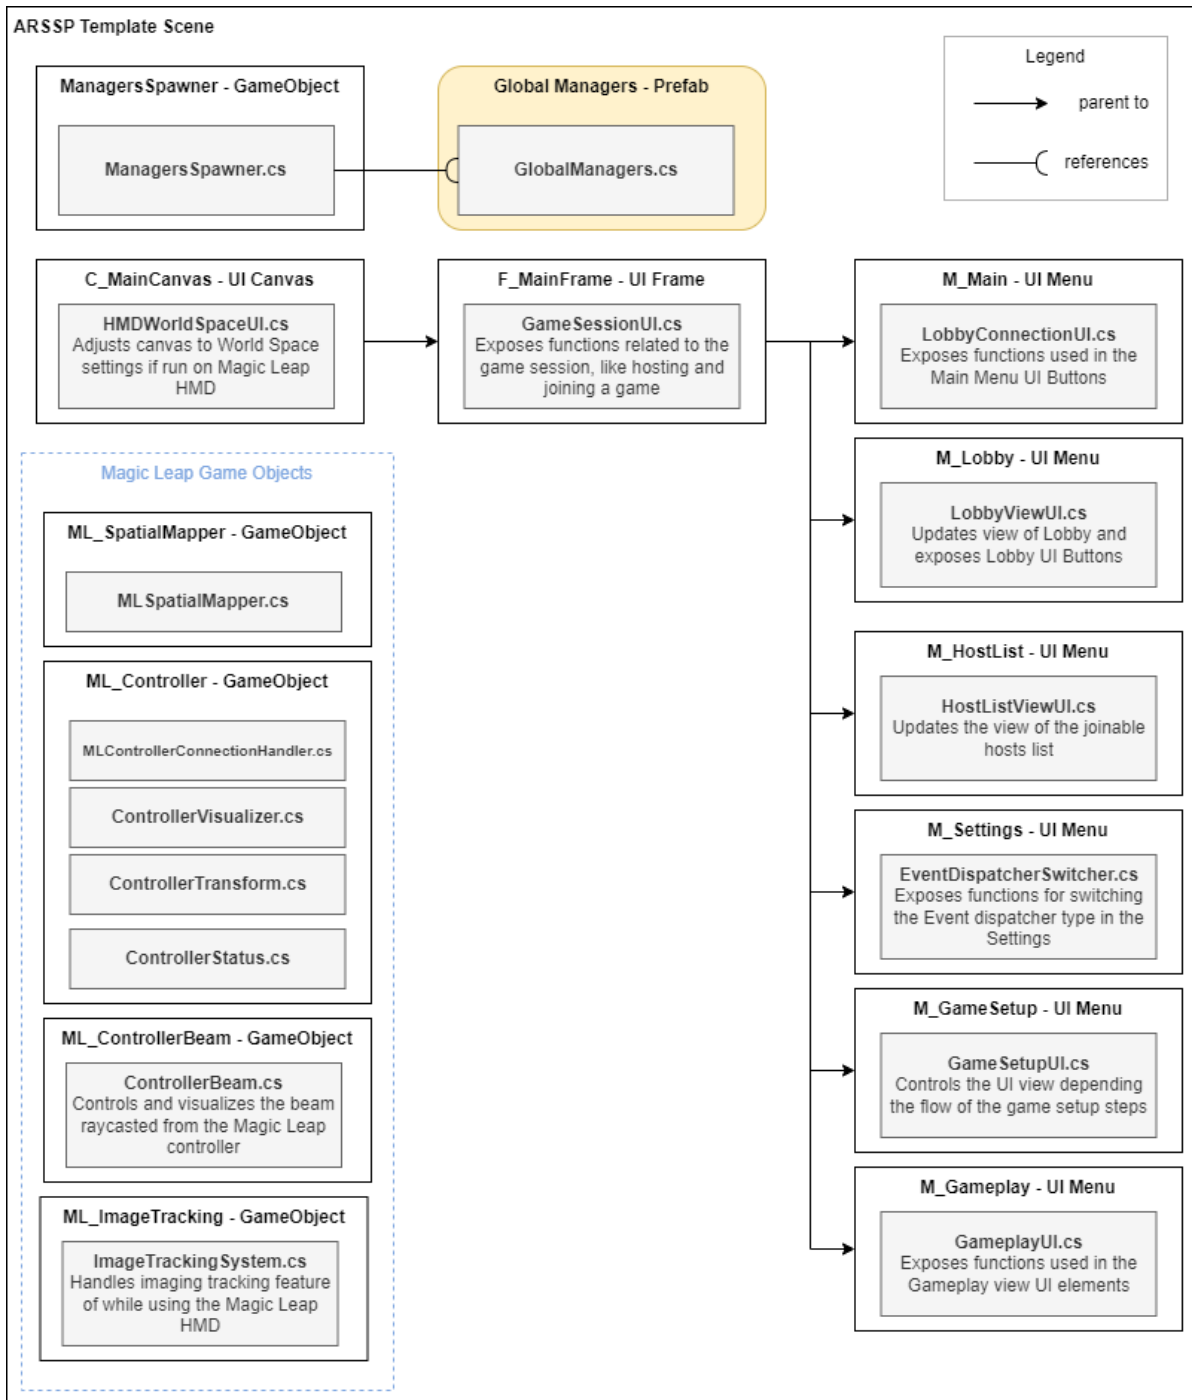 ARSSP Template Scene
Legend
parent to
references
ManagersSpawner - GameObject
ManagersSpawner.cs
Global Managers - Prefab
GlobalManagers.cs
C_MainCanvas - UI Canvas
HMDWorldSpaceUI.cs
Adjusts canvas to World Space
settings if run on Magic Leap
HMD
F_MainFrame - UI Frame
GameSessionUI.cs
Exposes functions related to the
game session, like hosting and
joining a game
M_Main - UI Menu
LobbyConnectionUI.cs
Exposes functions used in the
Main Menu UI Buttons
M_Lobby - UI Menu
LobbyViewUI.cs
Updates view of Lobby and
exposes Lobby UI Buttons
M_HostList - UI Menu
HostListViewUI.cs
Updates the view of the joinable
hosts list
M_Settings - UI Menu
EventDispatcherSwitcher.cs
Exposes functions for switching
the Event dispatcher type in the
Settings
M_GameSetup - UI Menu
GameSetupUI.cs
Controls the UI view depending
the flow of the game setup steps
M_Gameplay - UI Menu
GameplayUI.cs
Exposes functions used in the
Gameplay view UI elements
Magic Leap Game Objects
ML_SpatialMapper - GameObject
MLSpatialMapper.cs
ML_Controller - GameObject
MLControllerConnectionHandler.cs
ControllerVisualizer.cs
ControllerTransform.cs
ControllerStatus.cs
ML_ControllerBeam - GameObject
ControllerBeam.cs
Controls and visualizes the beam
raycasted from the Magic Leap
controller
ML_ImageTracking - GameObject
ImageTrackingSystem.cs
Handles imaging tracking feature
of while using the Magic Leap
HMD